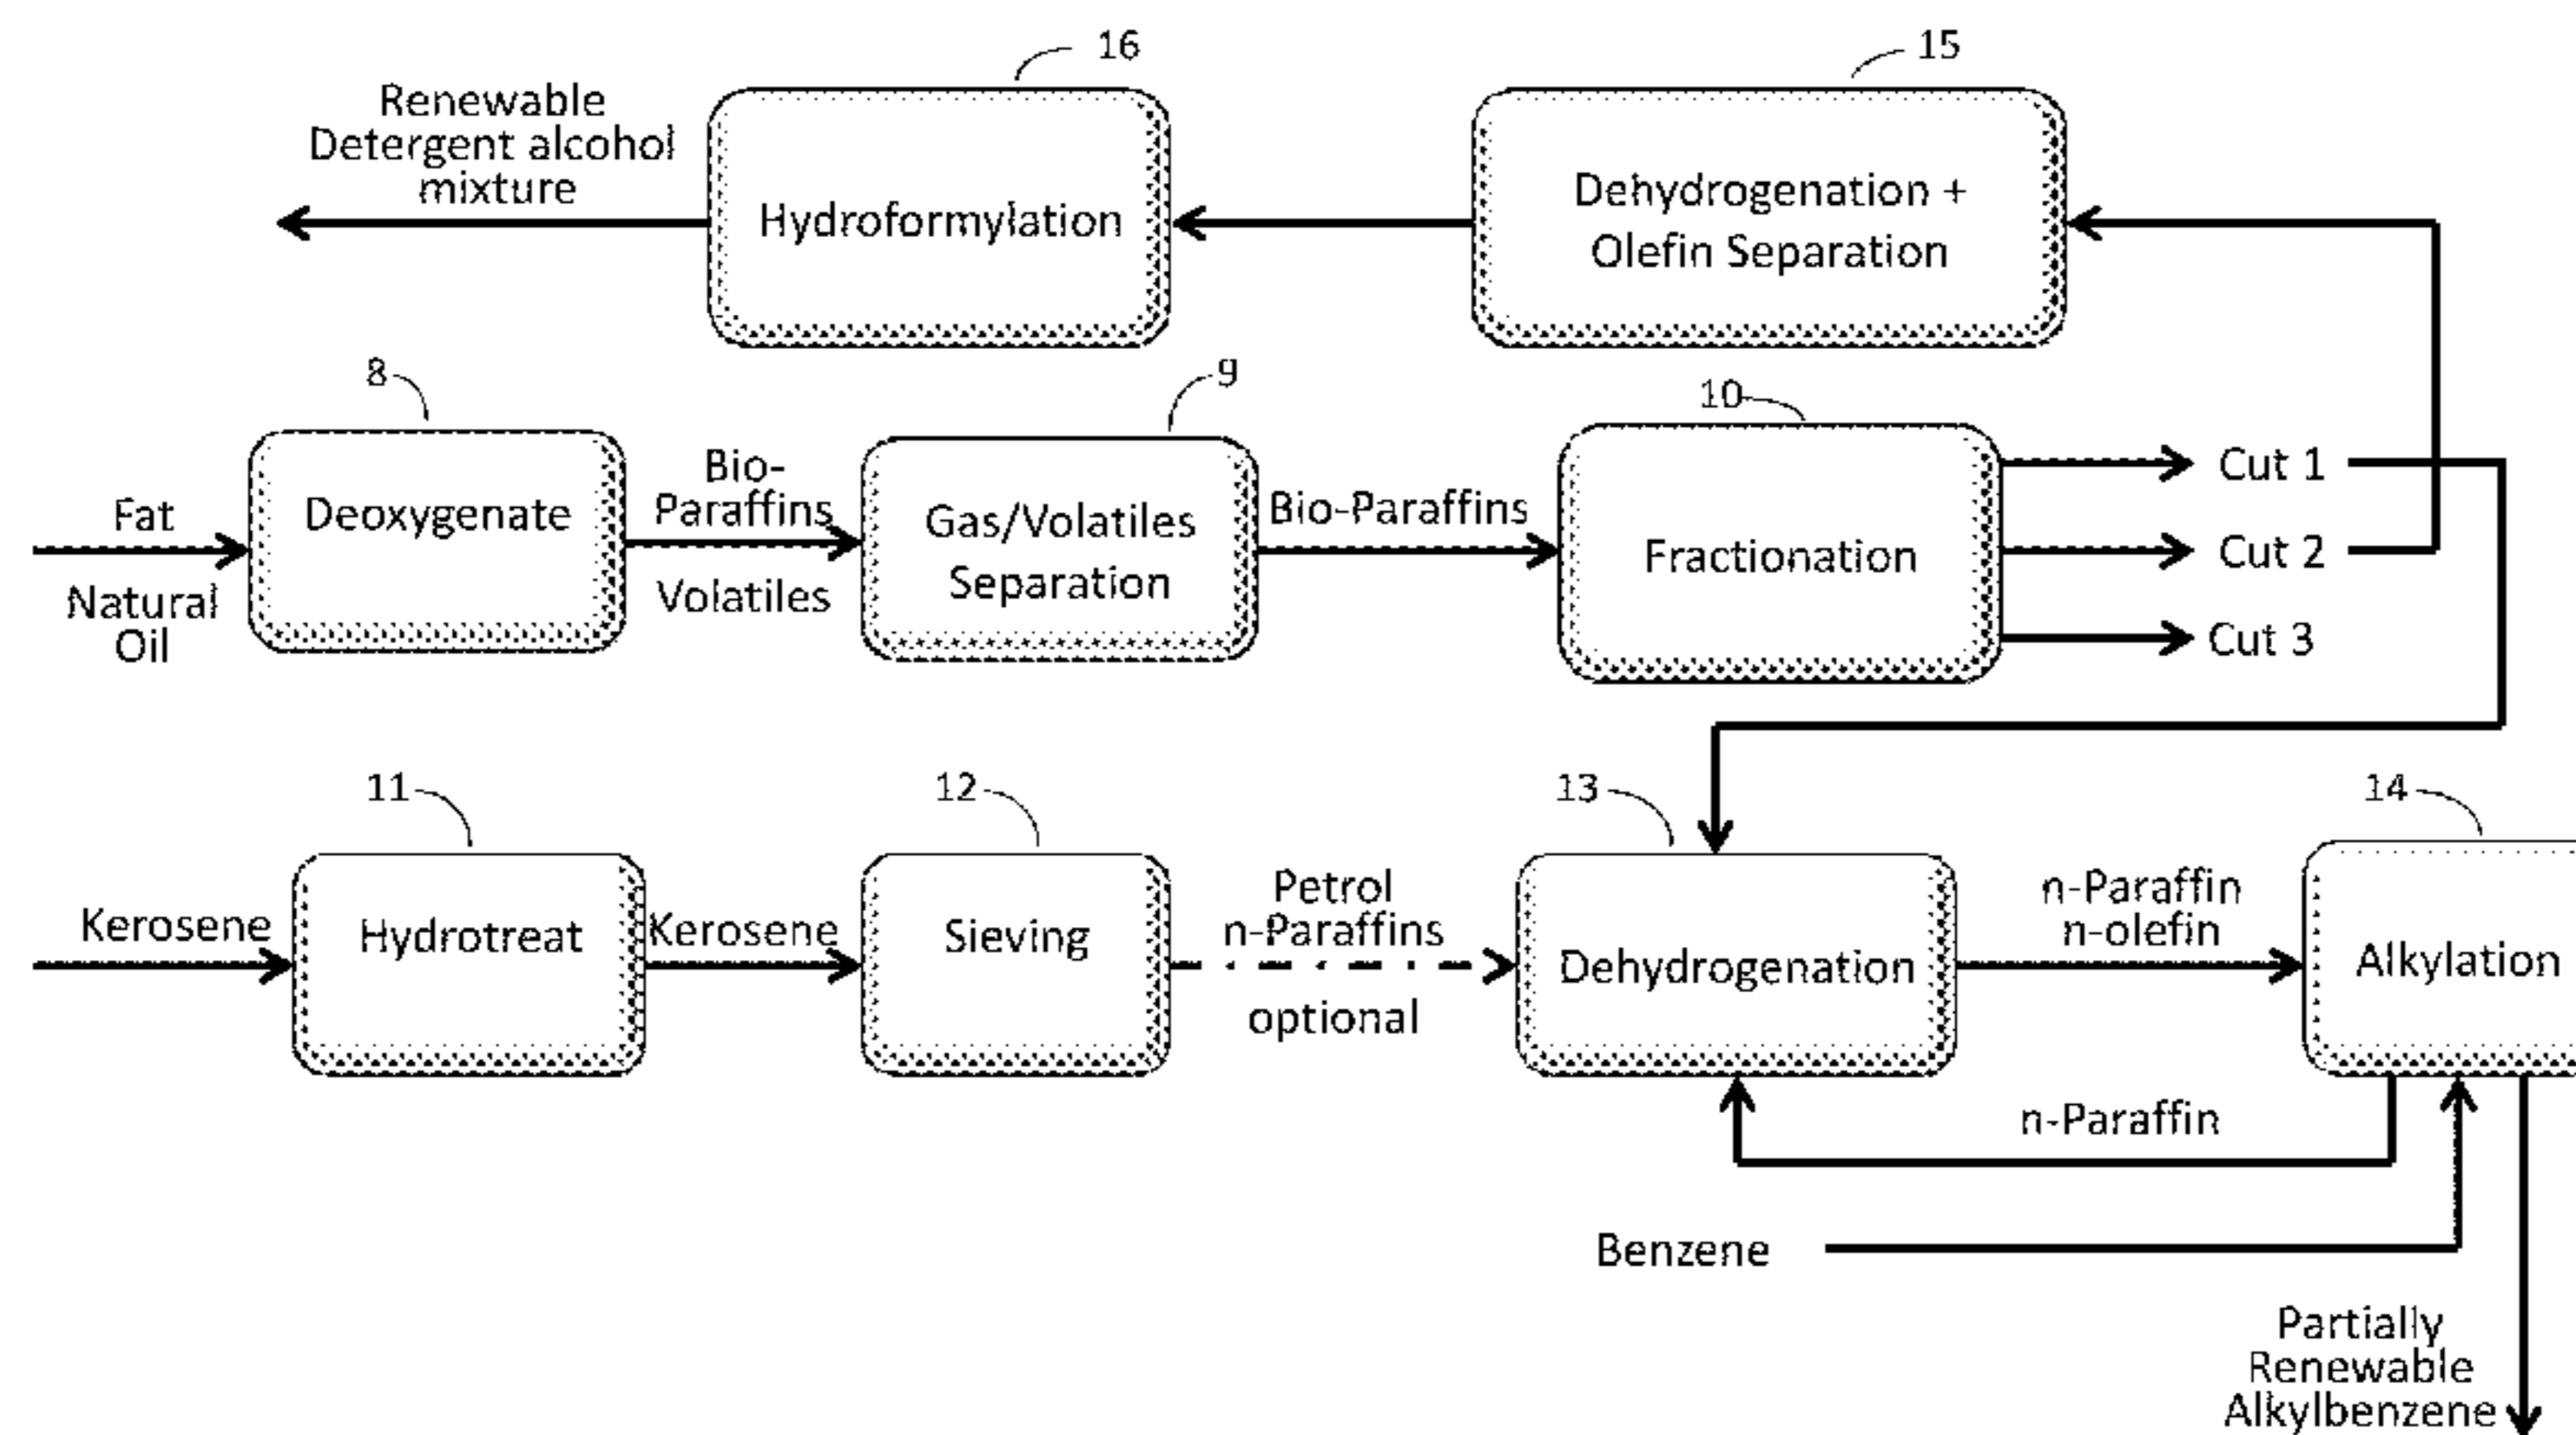 16
15
Renewable
Detergent alcohol
mixture
Hydroformylation
Dehydrogenation +
Olefin Separation
8
9
10
Fat
Natural
Oil
Deoxygenate
Bio-
Paraffins
Volatiles
Gas/Volatiles
Separation
Bio-Paraffins
Fractionation
Cut 1
Cut 2
Cut 3
11
12
13
14
Kerosene
Hydrotreat
Kerosene
Sieving
Petrol
n-Paraffins
optional
Dehydrogenation
n-Paraffin
n-olefin
Alkylation
n-Paraffin
Benzene
Partially
Renewable
Alkylbenzene